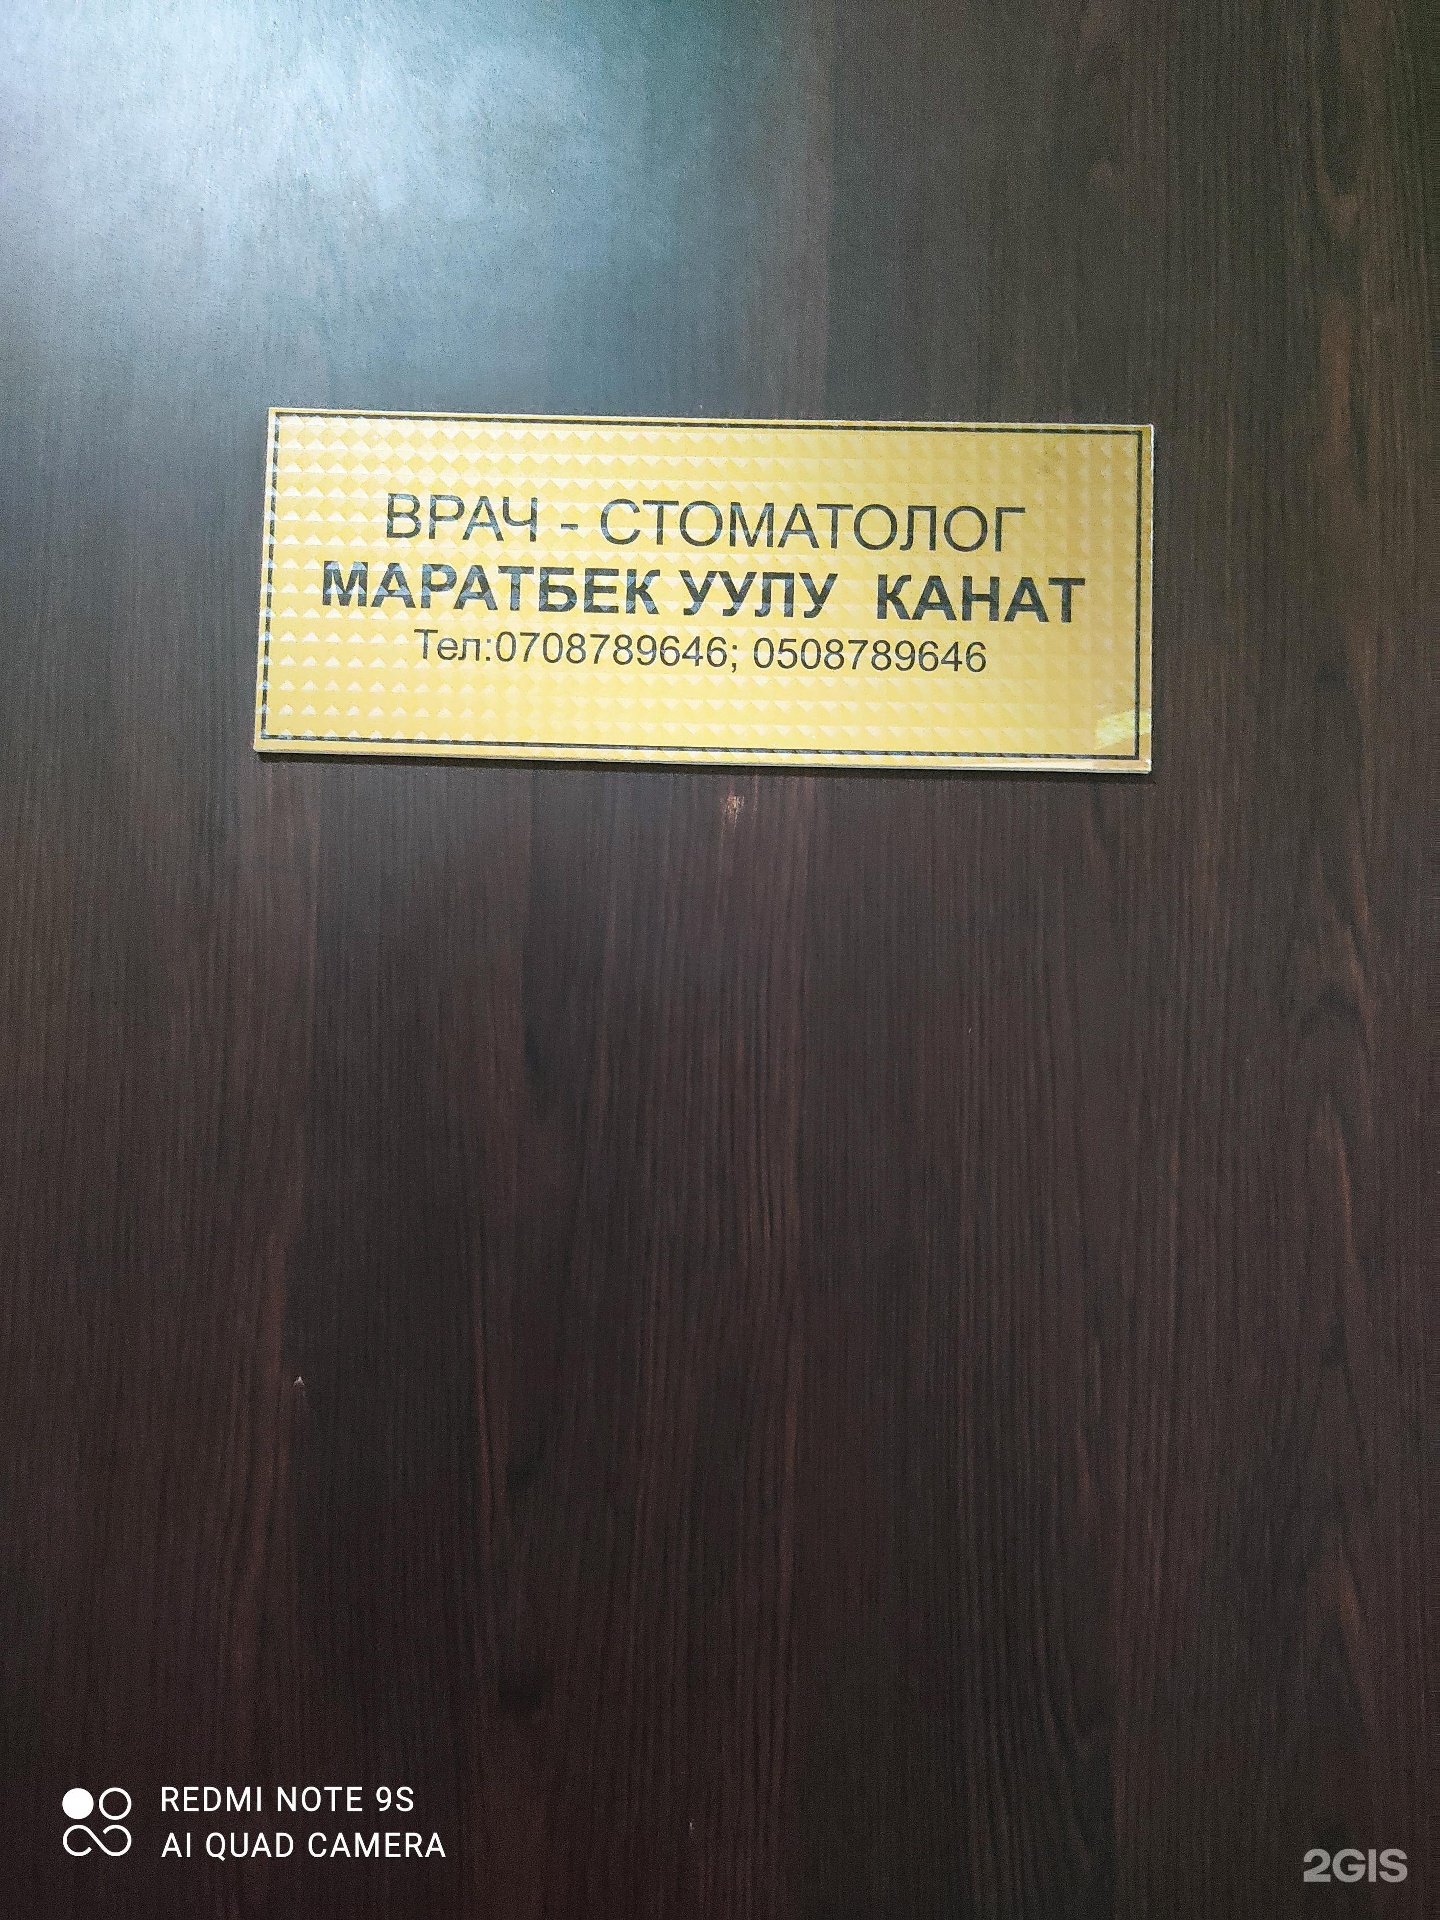 ВРАЧ - СТОМАТОЛОГ
МАРАТБЕК УУЛУ КАНАТ
Тел:0708789646; 0508789646
REDMI NOTE 9S
AI QUAD CAMERA
2GIS